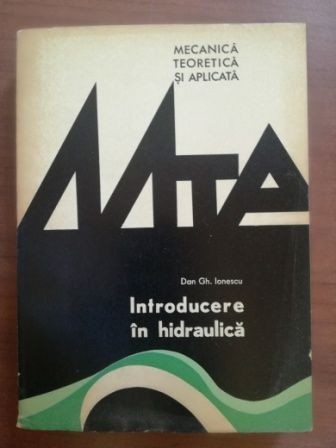 MECANICĂ
TEORETICĂ
ȘI APLICATĂ
MTA
Dan Gh. Ionescu
Introducere
în hidraulică